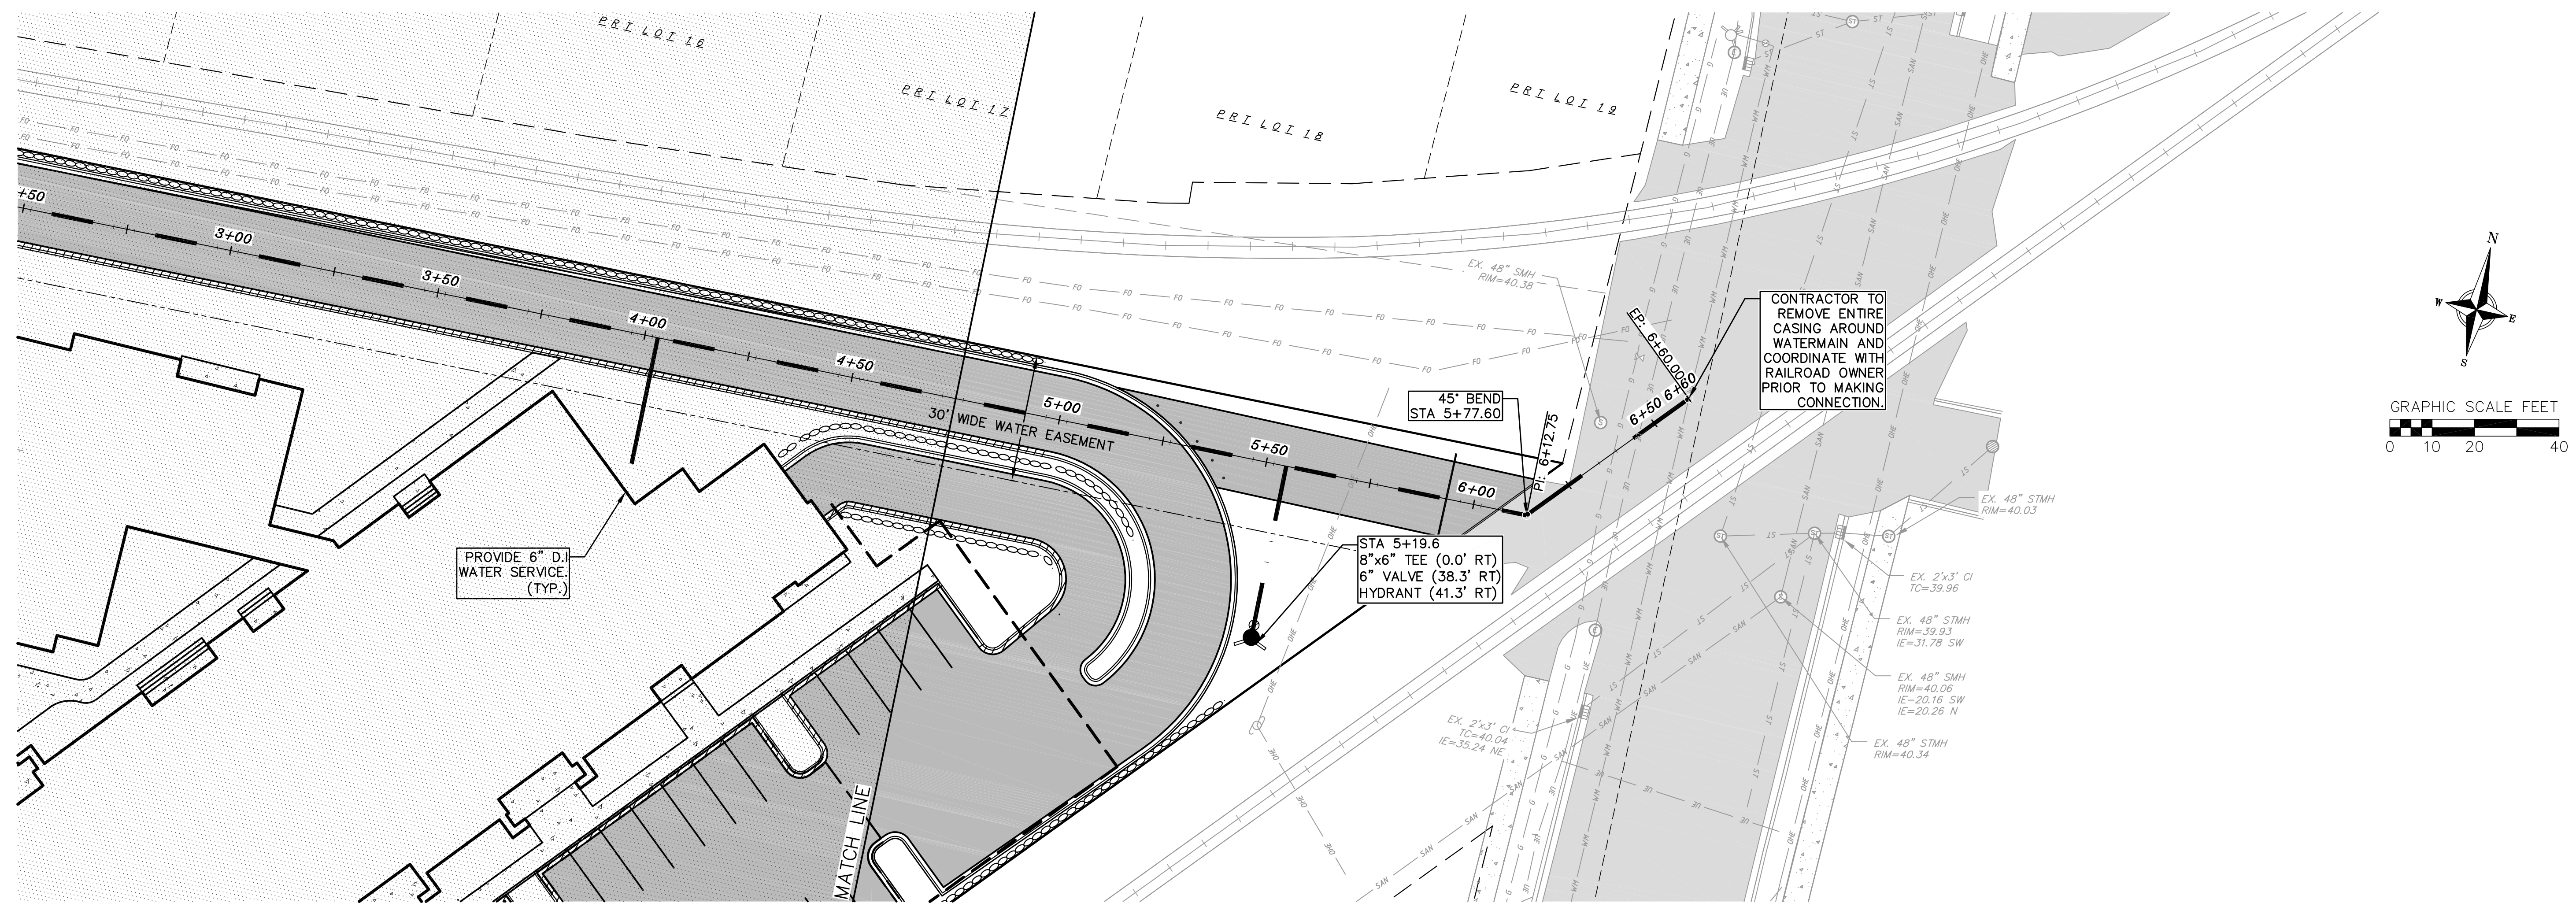 PRI LOT 16
PRI LOT 17
PRI LOT 18
PRI LOT 19
+50
3+00
3+50
4+00
4+50
5+00
5+50
6+00
6+50
6+60
30' WIDE WATER EASEMENT
EX. 48" SMH
RIM=40.38
EP: 6+60.00
PI: 6+12.75
45° BEND
STA 5+77.60
CONTRACTOR TO
REMOVE ENTIRE
CASING AROUND
WATERMAIN AND
COORDINATE WITH
RAILROAD OWNER
PRIOR TO MAKING
CONNECTION.
STA 5+19.6
8"x6" TEE (0.0' RT)
6" VALVE (38.3' RT)
HYDRANT (41.3' RT)
PROVIDE 6" D.I
WATER SERVICE.
(TYP.)
MATCH LINE
EX. 48" STMH
RIM=40.03
EX. 2'x3' CI
TC=39.96
EX. 48" STMH
RIM=39.93
IE=31.78 SW
EX. 48" SMH
RIM=40.06
IE-20.16 SW
IE=20.26 N
EX. 48" STMH
RIM=40.34
EX. 2'x3' CI
TC=40.04
IE=35.24 NE
N
W
E
S
GRAPHIC SCALE FEET
0 10 20 40
FO
OHE
SAN
ST
WM
UE
G